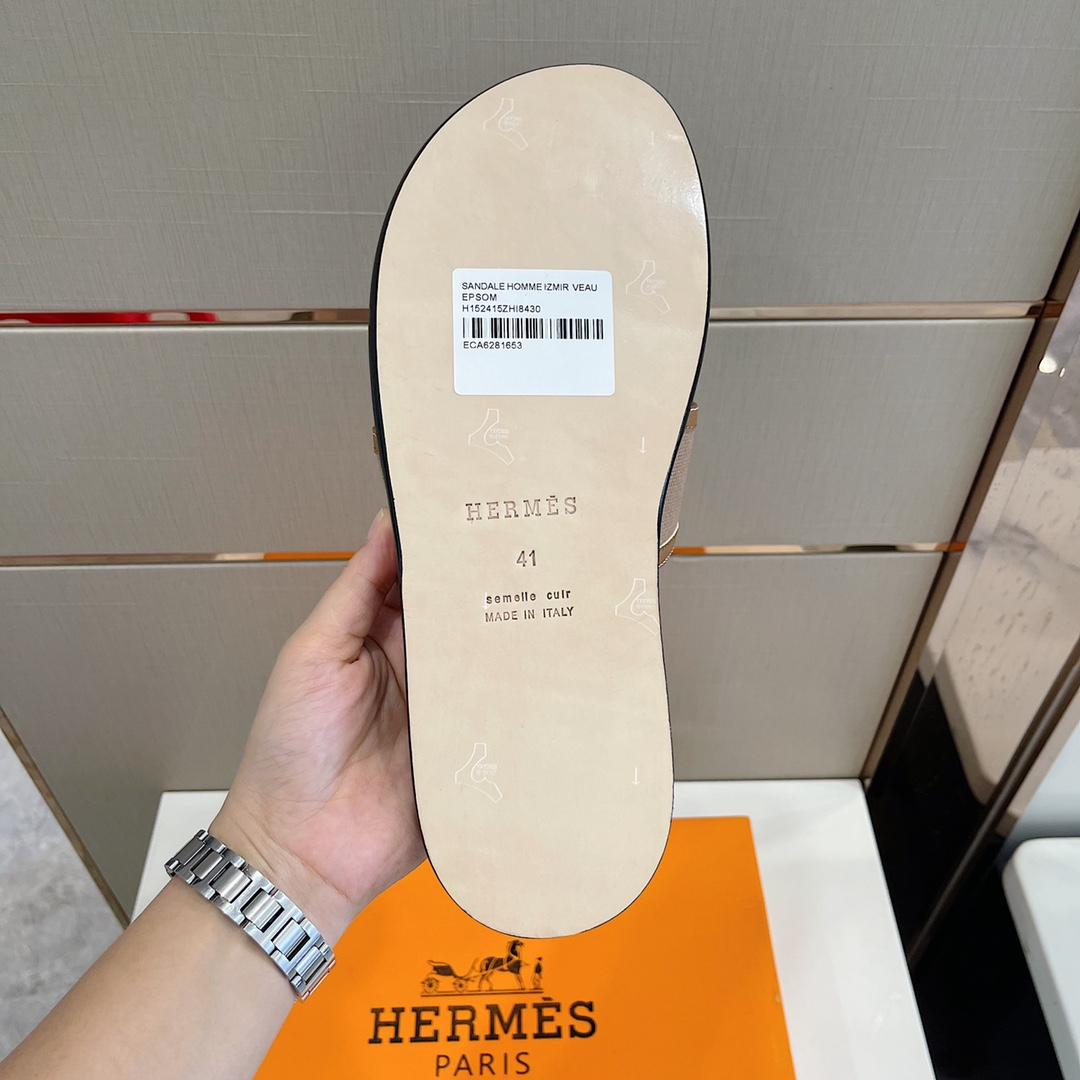 SANDALE HOMME IZMIR VEAU
EPSOM
H152415ZHI8430
ECA6281653
HERMÈS
41
semelle cuir
MADE IN ITALY
HERMÈS
PARIS